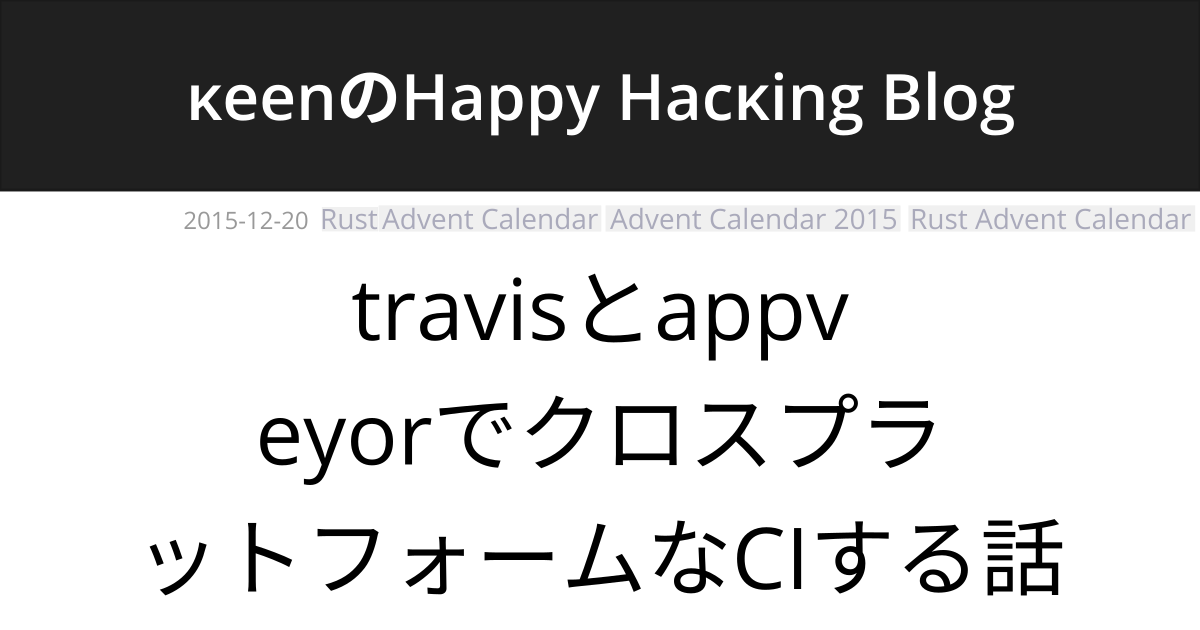 κeenのHappy Hacκing Blog
2015-12-20 Rust Advent Calendar Advent Calendar 2015 Rust Advent Calendar
travisとappv
eyorでクロスプラ
ットフォームなCIする話